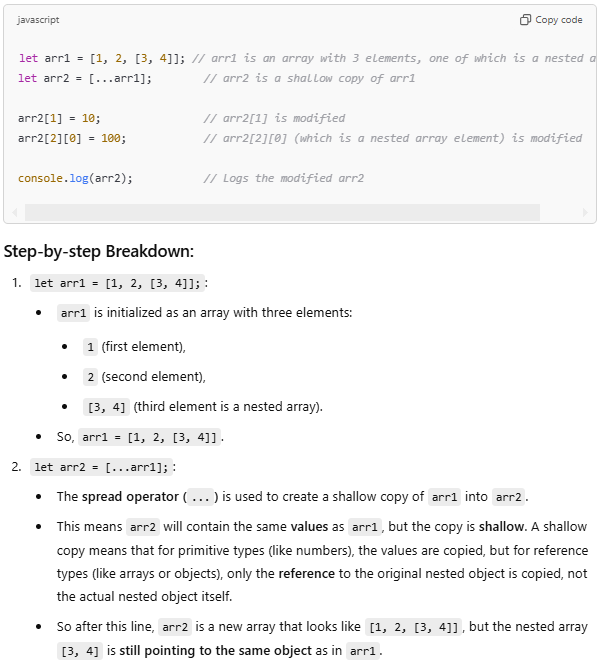 javascript
Copy code
let arr1 = [1, 2, [3, 4]]; // arr1 is an array with 3 elements, one of which is a nested a
let arr2 = [...arr1]; // arr2 is a shallow copy of arr1
arr2[1] = 10; // arr2[1] is modified
arr2[2][0] = 100; // arr2[2][0] (which is a nested array element) is modified
console.log(arr2); // Logs the modified arr2
Step-by-step Breakdown:
1. let arr1 = [1, 2, [3, 4]]; :
• arr1 is initialized as an array with three elements:
• 1 (first element),
• 2 (second element),
• [3, 4] (third element is a nested array).
• So, arr1 = [1, 2, [3, 4]] .
2. let arr2 = [...arr1]; :
• The spread operator ( ... ) is used to create a shallow copy of arr1 into arr2 .
• This means arr2 will contain the same values as arr1 , but the copy is shallow. A shallow
copy means that for primitive types (like numbers), the values are copied, but for reference
types (like arrays or objects), only the reference to the original nested object is copied, not
the actual nested object itself.
• So after this line, arr2 is a new array that looks like [1, 2, [3, 4]] , but the nested array
[3, 4] is still pointing to the same object as in arr1 .